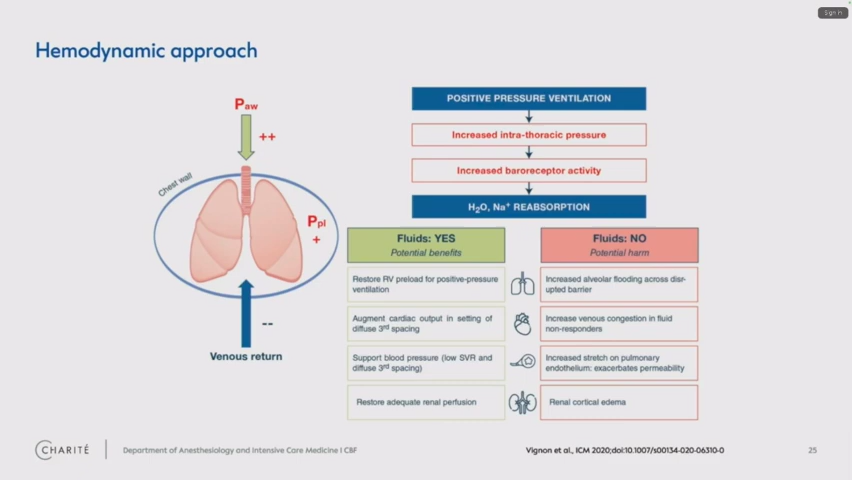 Sign in
Hemodynamic approach
Paw
++
Chest wall
Ppl
+
--
Venous return
POSITIVE PRESSURE VENTILATION
Increased intra-thoracic pressure
Increased baroreceptor activity
H₂O, Na⁺ REABSORPTION
Fluids: YES
Potential benefits
Fluids: NO
Potential harm
Restore RV preload for positive-pressure
ventilation
Increased alveolar flooding across disr-
upted barrier
Augment cardiac output in setting of
diffuse 3ʳᵈ spacing
Increase venous congestion in fluid
non-responders
Support blood pressure (low SVR and
diffuse 3ʳᵈ spacing)
Increased stretch on pulmonary
endothelium: exacerbates permeability
Restore adequate renal perfusion
Renal cortical edema
CHARITÉ
Department of Anesthesiology and Intensive Care Medicine I CBF
Vignon et al., ICM 2020;doi:10.1007/s00134-020-06310-0
25